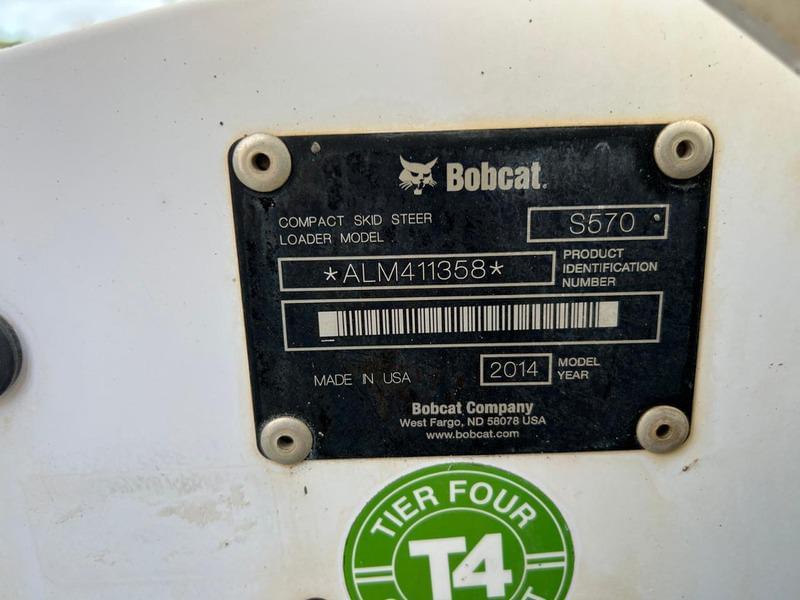 Bobcat.
COMPACT SKID STEER
LOADER MODEL
S570
*ALM411358*
PRODUCT
IDENTIFICATION
NUMBER
MADE IN USA
2014
MODEL
YEAR
Bobcat Company
West Fargo, ND 58078 USA
www.bobcat.com
TIER FOUR
T4